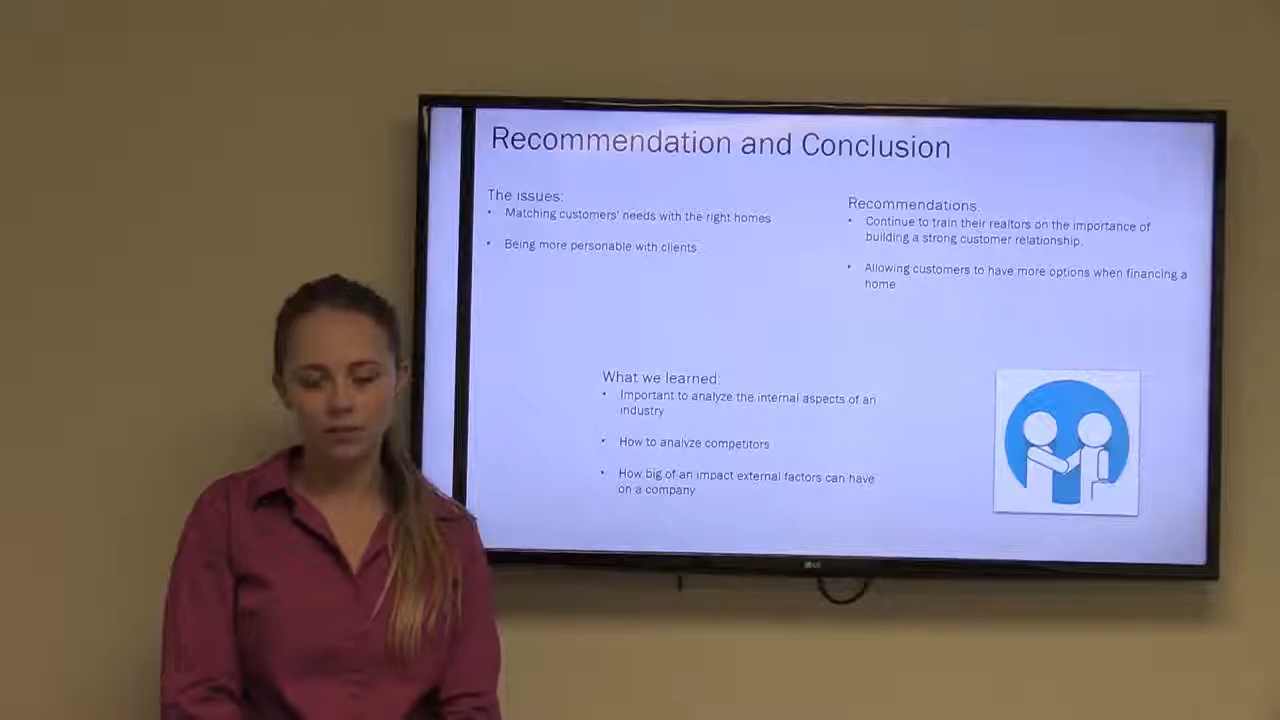 Recommendation and Conclusion
The issues:
• Matching customers' needs with the right homes
• Being more personable with clients
Recommendations.
• Continue to train their realtors on the importance of
building a strong customer relationship.
• Allowing customers to have more options when financing a
home
What we learned:
• Important to analyze the internal aspects of an
industry
• How to analyze competitors
• How big of an impact external factors can have
on a company
LG